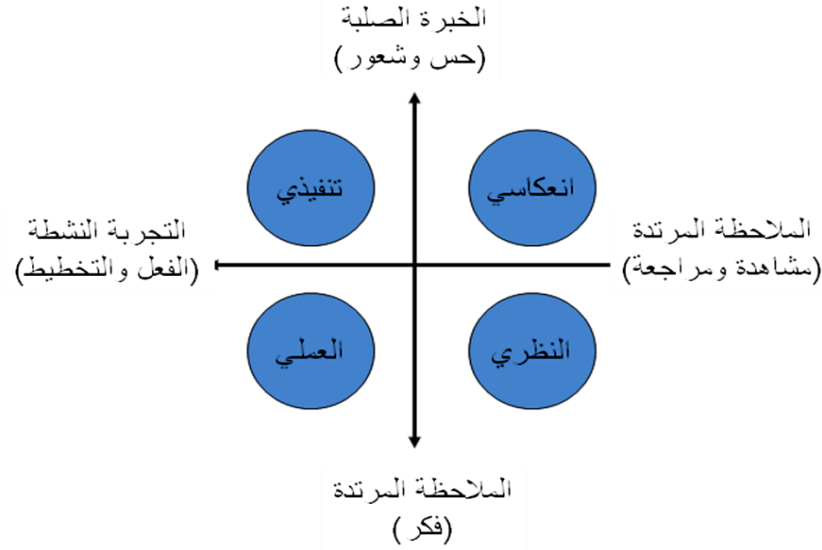 الخبرة الصلبة
(حس وشعور)
تنفيذي
انعكاسي
التجربة النشطة
(الفعل والتخطيط)
الملاحظة المرتدة
(مشاهدة ومراجعة)
العملي
النظري
الملاحظة المرتدة
(فكر)